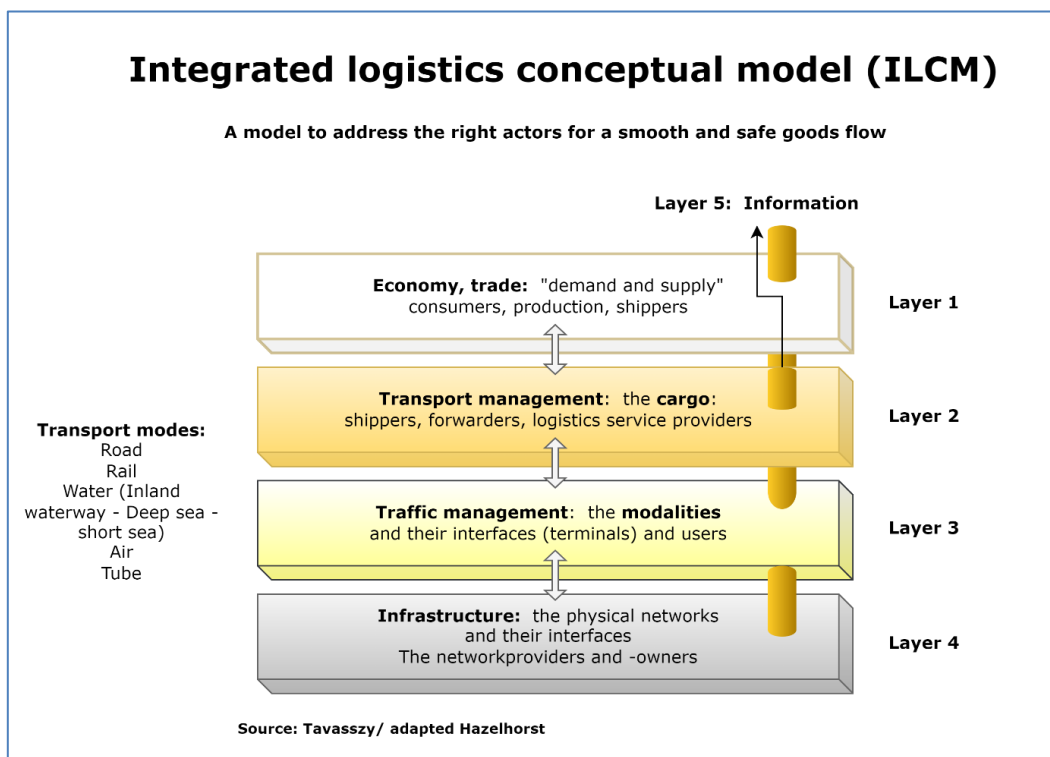 Integrated logistics conceptual model (ILCM)
A model to address the right actors for a smooth and safe goods flow
Layer 5: Information
Economy, trade: "demand and supply"
consumers, production, shippers
Layer 1
Transport management: the cargo:
shippers, forwarders, logistics service providers
Layer 2
Transport modes:
Road
Rail
Water (Inland
waterway - Deep sea -
short sea)
Air
Tube
Traffic management: the modalities
and their interfaces (terminals) and users
Layer 3
Infrastructure: the physical networks
and their interfaces
The networkproviders and -owners
Layer 4
Source: Tavasszy/ adapted Hazelhorst